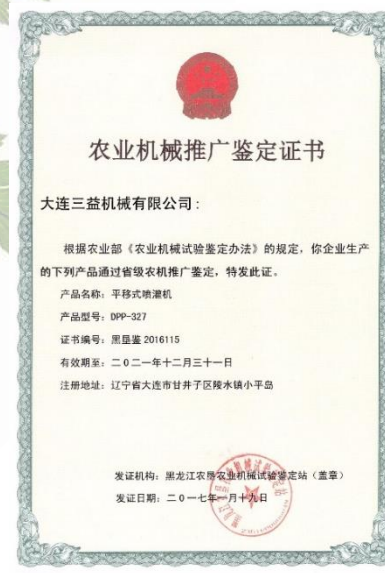 农业机械推广鉴定证书
大连三益机械有限公司:
根据农业部《农业机械试验鉴定办法》的规定，你企业生产
的下列产品通过省级农机推广鉴定，特发此证。
产品名称: 平移式喷灌机
产品型号: DPP-327
证书编号: 黑垦鉴 2016115
有效期至: 二0二一年十二月三十一日
注册地址: 辽宁省大连市甘井子区陵水镇小平岛
发证机构: 黑龙江农垦农业机械试验鉴定站（盖章）
发证日期: 二0一七年一月十九日